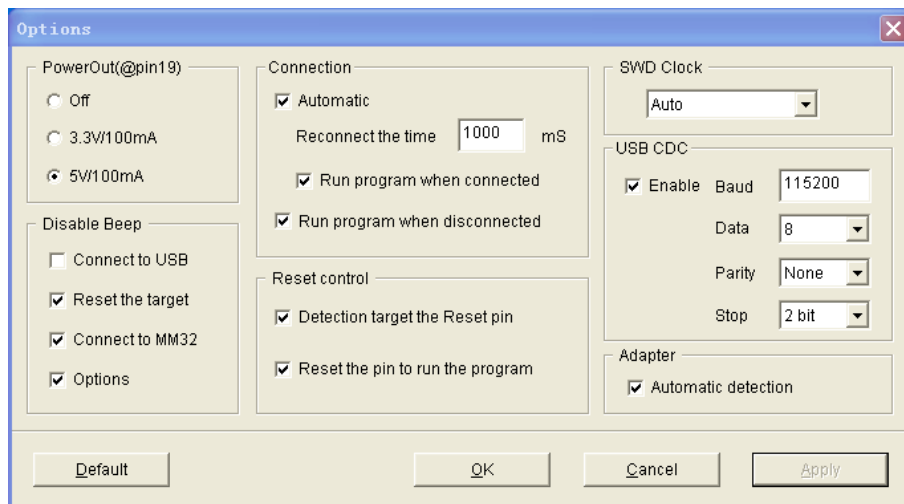 Options
PowerOut(@pin19)
Off
3.3V/100mA
5V/100mA
Disable Beep
Connect to USB
Reset the target
Connect to MM32
Options
Connection
Automatic
Reconnect the time 1000 mS
Run program when connected
Run program when disconnected
Reset control
Detection target the Reset pin
Reset the pin to run the program
SWD Clock
Auto
USB CDC
Enable Baud 115200
Data 8
Parity None
Stop 2 bit
Adapter
Automatic detection
Default OK Cancel Apply